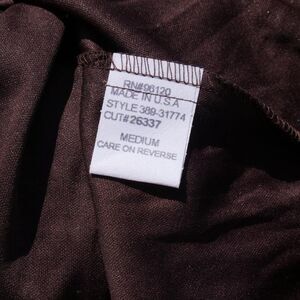 RN#96120
MADE IN U.S.A
STYLE 389-31774
CUT#26337
MEDIUM
CARE ON REVERSE